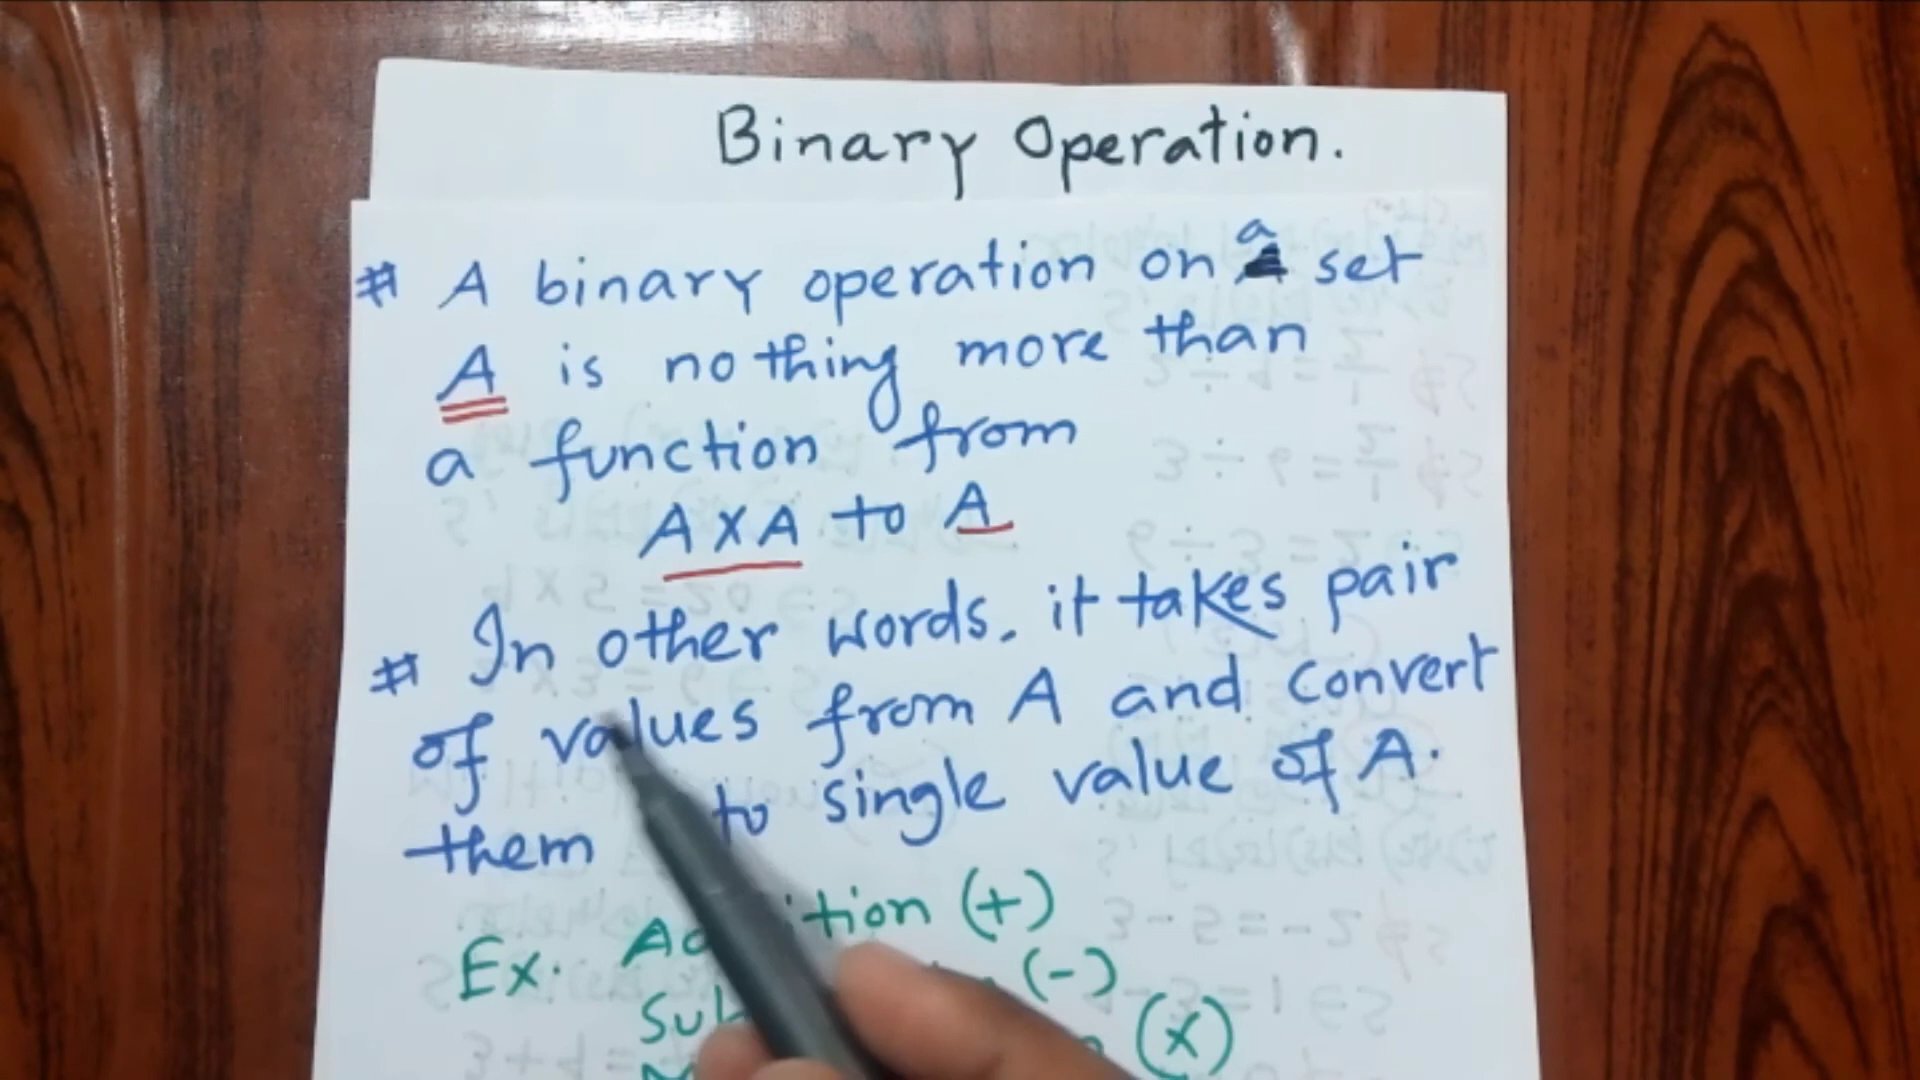 Binary Operation.
# A binary operation on a set
A is nothing more than
a function from
A X A to A
# In other words, it takes pair
of values from A and convert
them to single value of A.
Ex. (+)
(-)
(x)